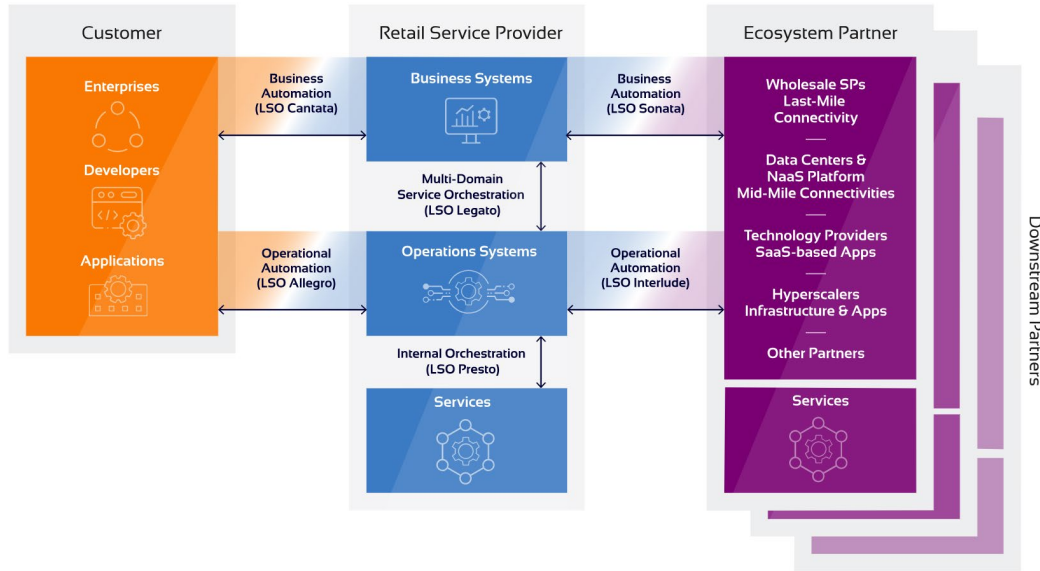 Customer
Retail Service Provider
Ecosystem Partner
Enterprises
Developers
Applications
Business
Automation
(LSO Cantata)
Operational
Automation
(LSO Allegro)
Business Systems
Multi-Domain
Service Orchestration
(LSO Legato)
Operations Systems
Internal Orchestration
(LSO Presto)
Services
Business
Automation
(LSO Sonata)
Operational
Automation
(LSO Interlude)
Wholesale SPs
Last-Mile
Connectivity
Data Centers &
NaaS Platform
Mid-Mile Connectivities
Technology Providers
SaaS-based Apps
Hyperscalers
Infrastructure & Apps
Other Partners
Services
Downstream Partners